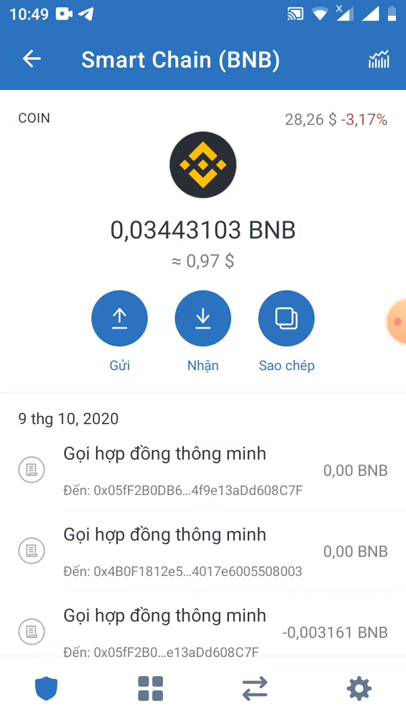 10:49
Smart Chain (BNB)
COIN
28,26 $ -3,17%
0,03443103 BNB
≈ 0,97 $
Gửi
Nhận
Sao chép
9 thg 10, 2020
Gọi hợp đồng thông minh
0,00 BNB
Đến: 0x05fF2B0DB6...4f9e13aDd608C7F
Gọi hợp đồng thông minh
0,00 BNB
Đến: 0x4B0F1812e5...4017e6005508003
Gọi hợp đồng thông minh
-0,003161 BNB
Đến: 0x05fF2B0...e13aDd608C7F